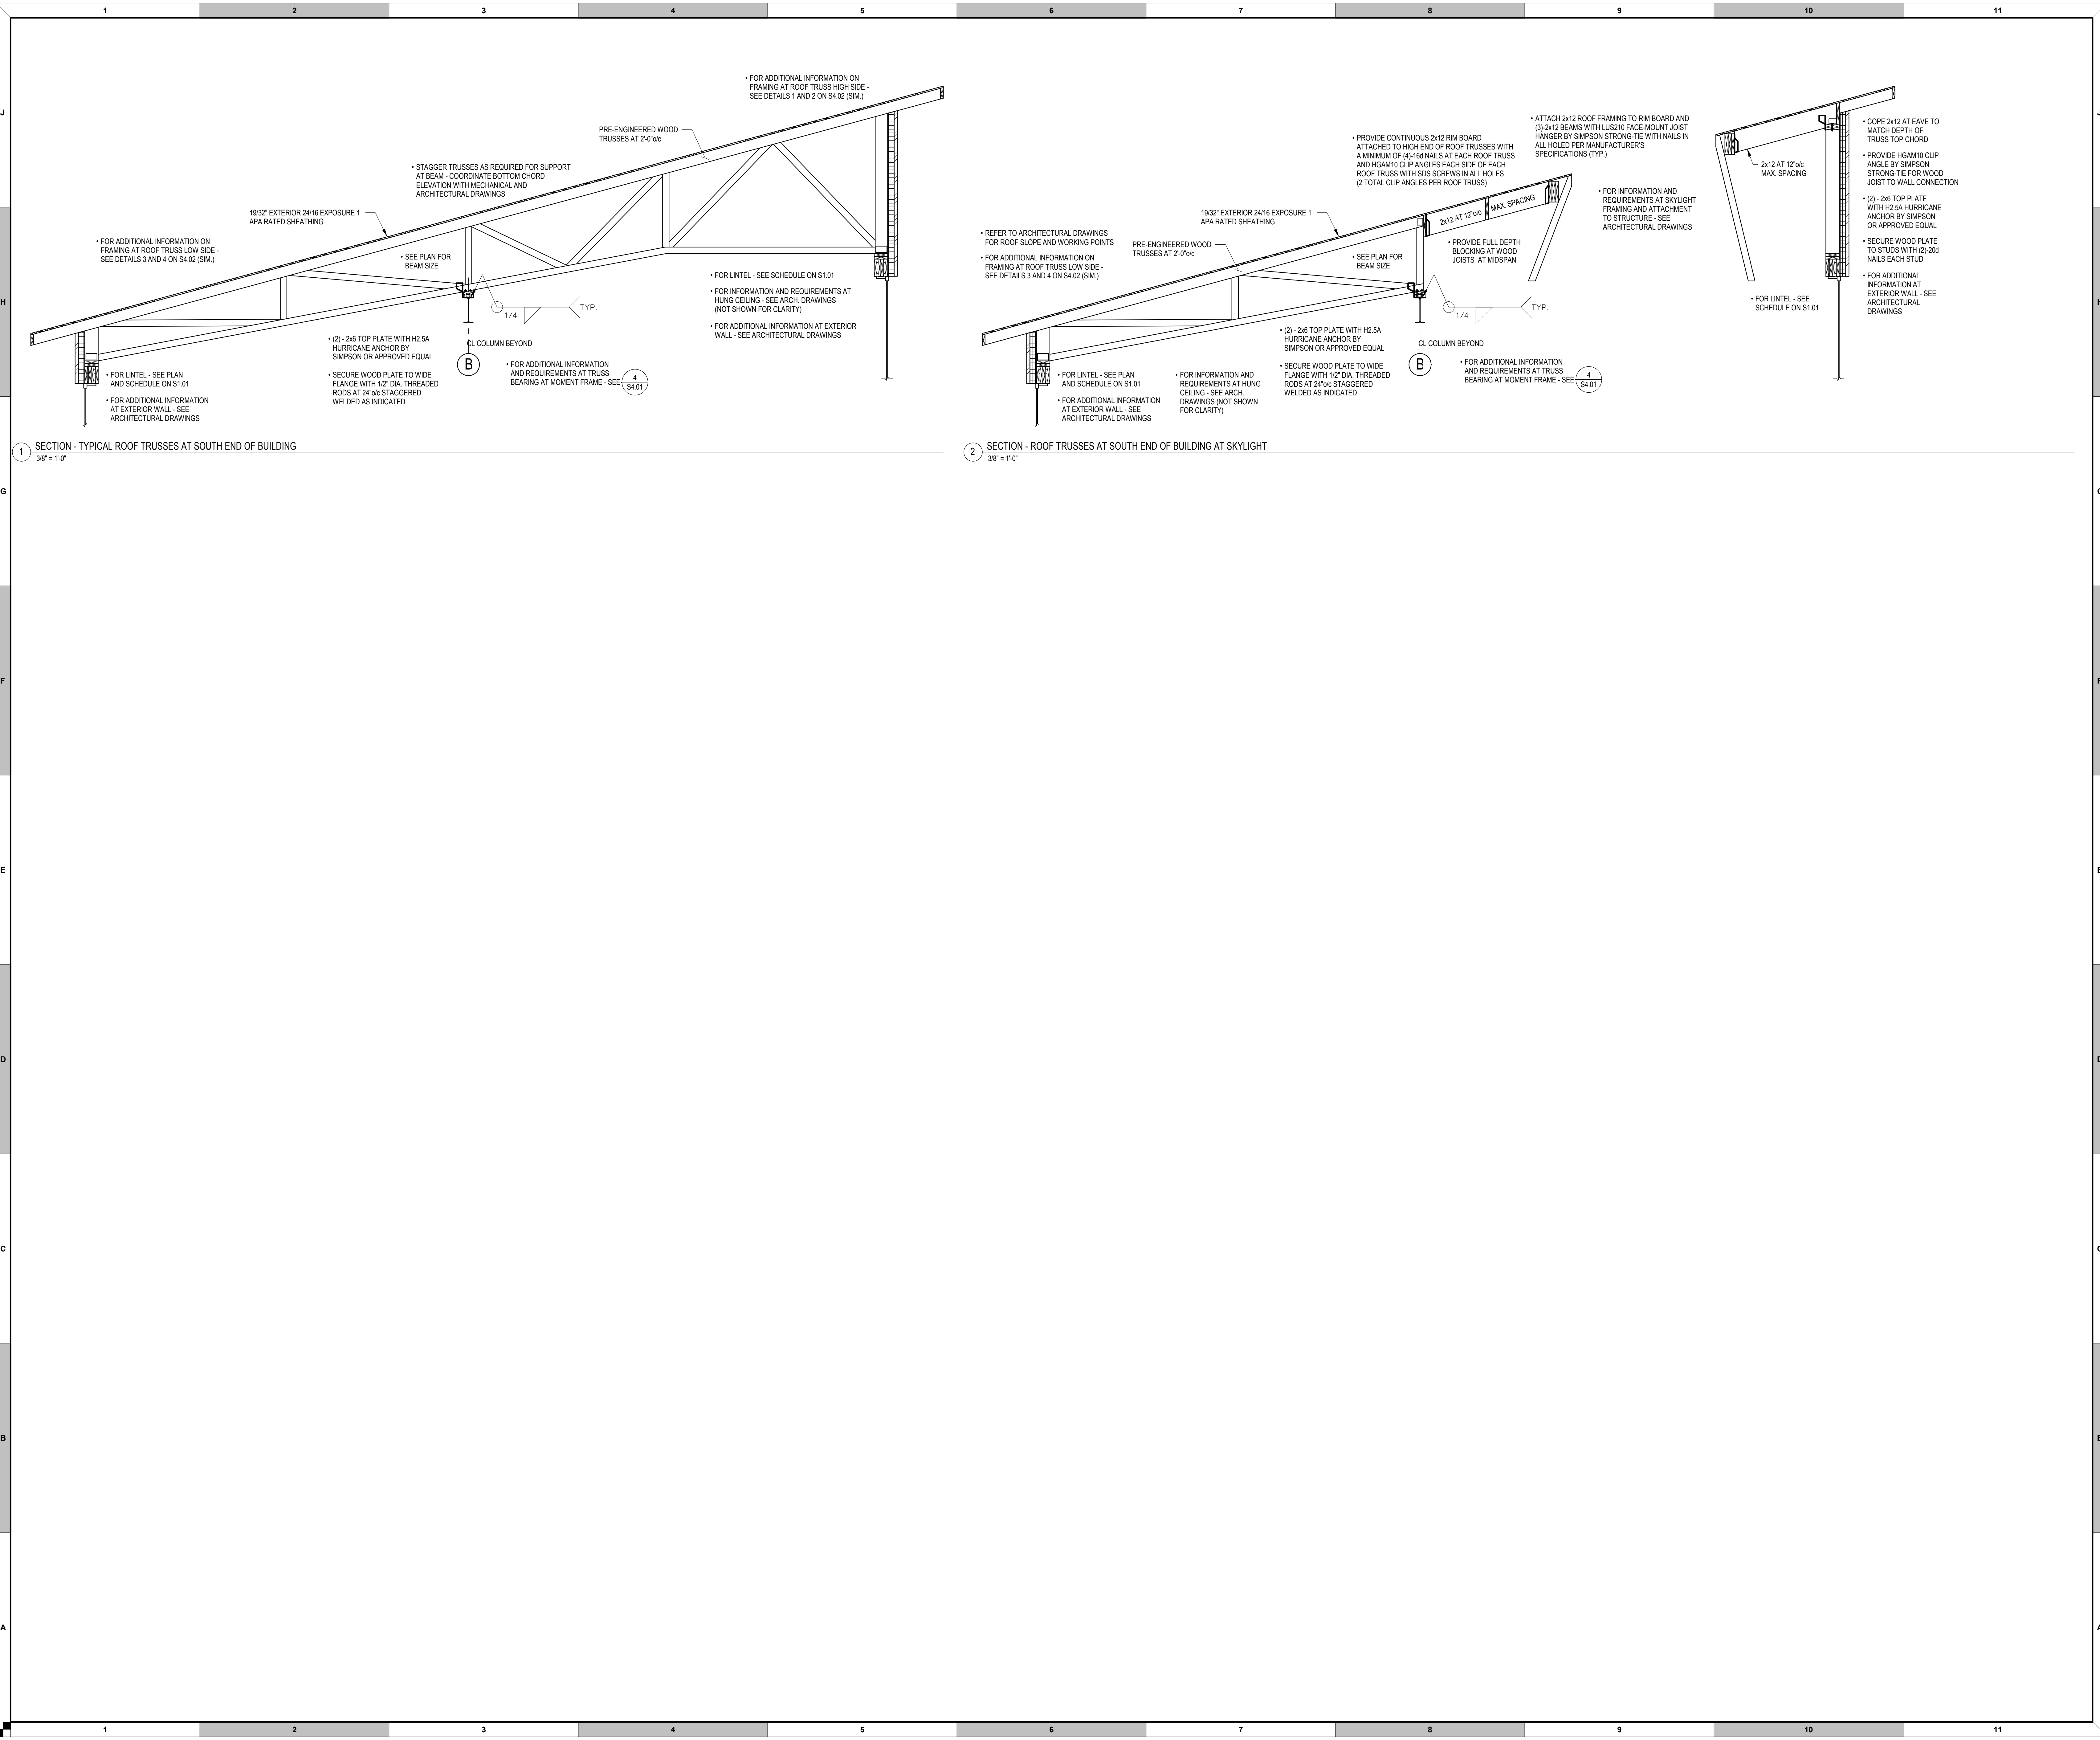 1 2 3 4 5 6 7 8 9 10 11
J
H
G
F
E
D
C
B
A
• FOR ADDITIONAL INFORMATION ON
FRAMING AT ROOF TRUSS HIGH SIDE -
SEE DETAILS 1 AND 2 ON S4.02 (SIM.)
PRE-ENGINEERED WOOD
TRUSSES AT 2'-0"o/c
• STAGGER TRUSSES AS REQUIRED FOR SUPPORT
AT BEAM - COORDINATE BOTTOM CHORD
ELEVATION WITH MECHANICAL AND
ARCHITECTURAL DRAWINGS
19/32" EXTERIOR 24/16 EXPOSURE 1
APA RATED SHEATHING
• FOR ADDITIONAL INFORMATION ON
FRAMING AT ROOF TRUSS LOW SIDE -
SEE DETAILS 3 AND 4 ON S4.02 (SIM.)
• SEE PLAN FOR
BEAM SIZE
• FOR LINTEL - SEE SCHEDULE ON S1.01
• FOR INFORMATION AND REQUIREMENTS AT
HUNG CEILING - SEE ARCH. DRAWINGS
(NOT SHOWN FOR CLARITY)
• FOR ADDITIONAL INFORMATION AT EXTERIOR
WALL - SEE ARCHITECTURAL DRAWINGS
1/4
TYP.
• (2) - 2x6 TOP PLATE WITH H2.5A
HURRICANE ANCHOR BY
SIMPSON OR APPROVED EQUAL
• SECURE WOOD PLATE TO WIDE
FLANGE WITH 1/2" DIA. THREADED
RODS AT 24"o/c STAGGERED
WELDED AS INDICATED
CL COLUMN BEYOND
B
• FOR ADDITIONAL INFORMATION
AND REQUIREMENTS AT TRUSS
BEARING AT MOMENT FRAME - SEE
4
S4.01
• FOR LINTEL - SEE PLAN
AND SCHEDULE ON S1.01
• FOR ADDITIONAL INFORMATION
AT EXTERIOR WALL - SEE
ARCHITECTURAL DRAWINGS
1
SECTION - TYPICAL ROOF TRUSSES AT SOUTH END OF BUILDING
3/8" = 1'-0"
• ATTACH 2x12 ROOF FRAMING TO RIM BOARD AND
(3)-2x12 BEAMS WITH LUS210 FACE-MOUNT JOIST
HANGER BY SIMPSON STRONG-TIE WITH NAILS IN
ALL HOLED PER MANUFACTURER'S
SPECIFICATIONS (TYP.)
• PROVIDE CONTINUOUS 2x12 RIM BOARD
ATTACHED TO HIGH END OF ROOF TRUSSES WITH
A MINIMUM OF (4)-16d NAILS AT EACH ROOF TRUSS
AND HGAM10 CLIP ANGLES EACH SIDE OF EACH
ROOF TRUSS WITH SDS SCREWS IN ALL HOLES
(2 TOTAL CLIP ANGLES PER ROOF TRUSS)
• FOR INFORMATION AND
REQUIREMENTS AT SKYLIGHT
FRAMING AND ATTACHMENT
TO STRUCTURE - SEE
ARCHITECTURAL DRAWINGS
2x12 AT 12"o/c
MAX. SPACING
19/32" EXTERIOR 24/16 EXPOSURE 1
APA RATED SHEATHING
• REFER TO ARCHITECTURAL DRAWINGS
FOR ROOF SLOPE AND WORKING POINTS
• FOR ADDITIONAL INFORMATION ON
FRAMING AT ROOF TRUSS LOW SIDE -
SEE DETAILS 3 AND 4 ON S4.02 (SIM.)
PRE-ENGINEERED WOOD
TRUSSES AT 2'-0"o/c
• SEE PLAN FOR
BEAM SIZE
• PROVIDE FULL DEPTH
BLOCKING AT WOOD
JOISTS AT MIDSPAN
1/4
TYP.
• (2) - 2x6 TOP PLATE WITH H2.5A
HURRICANE ANCHOR BY
SIMPSON OR APPROVED EQUAL
• SECURE WOOD PLATE TO WIDE
FLANGE WITH 1/2" DIA. THREADED
RODS AT 24"o/c STAGGERED
WELDED AS INDICATED
CL COLUMN BEYOND
B
• FOR ADDITIONAL INFORMATION
AND REQUIREMENTS AT TRUSS
BEARING AT MOMENT FRAME - SEE
4
S4.01
• FOR LINTEL - SEE PLAN
AND SCHEDULE ON S1.01
• FOR ADDITIONAL INFORMATION
AT EXTERIOR WALL - SEE
ARCHITECTURAL DRAWINGS
• FOR INFORMATION AND
REQUIREMENTS AT HUNG
CEILING - SEE ARCH.
DRAWINGS (NOT SHOWN
FOR CLARITY)
2x12 AT 12"o/c
MAX. SPACING
• COPE 2x12 AT EAVE TO
MATCH DEPTH OF
TRUSS TOP CHORD
• PROVIDE HGAM10 CLIP
ANGLE BY SIMPSON
STRONG-TIE FOR WOOD
JOIST TO WALL CONNECTION
• (2) - 2x6 TOP PLATE
WITH H2.5A HURRICANE
ANCHOR BY SIMPSON
OR APPROVED EQUAL
• SECURE WOOD PLATE
TO STUDS WITH (2)-20d
NAILS EACH STUD
• FOR ADDITIONAL
INFORMATION AT
EXTERIOR WALL - SEE
ARCHITECTURAL
DRAWINGS
• FOR LINTEL - SEE
SCHEDULE ON S1.01
2
SECTION - ROOF TRUSSES AT SOUTH END OF BUILDING AT SKYLIGHT
3/8" = 1'-0"
1 2 3 4 5 6 7 8 9 10 11